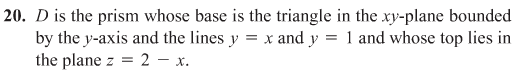 20. D is the prism whose base is the triangle in the xy-plane bounded
by the y-axis and the lines y = x and y = 1 and whose top lies in
the plane z = 2 − x.